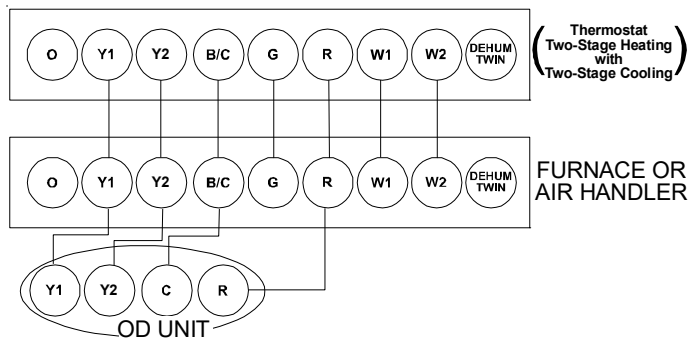 Thermostat
Two-Stage Heating
with
Two-Stage Cooling
O Y1 Y2 B/C G R W1 W2 DEHUM TWIN
O Y1 Y2 B/C G R W1 W2 DEHUM TWIN
FURNACE OR
AIR HANDLER
Y1 Y2 C R
OD UNIT